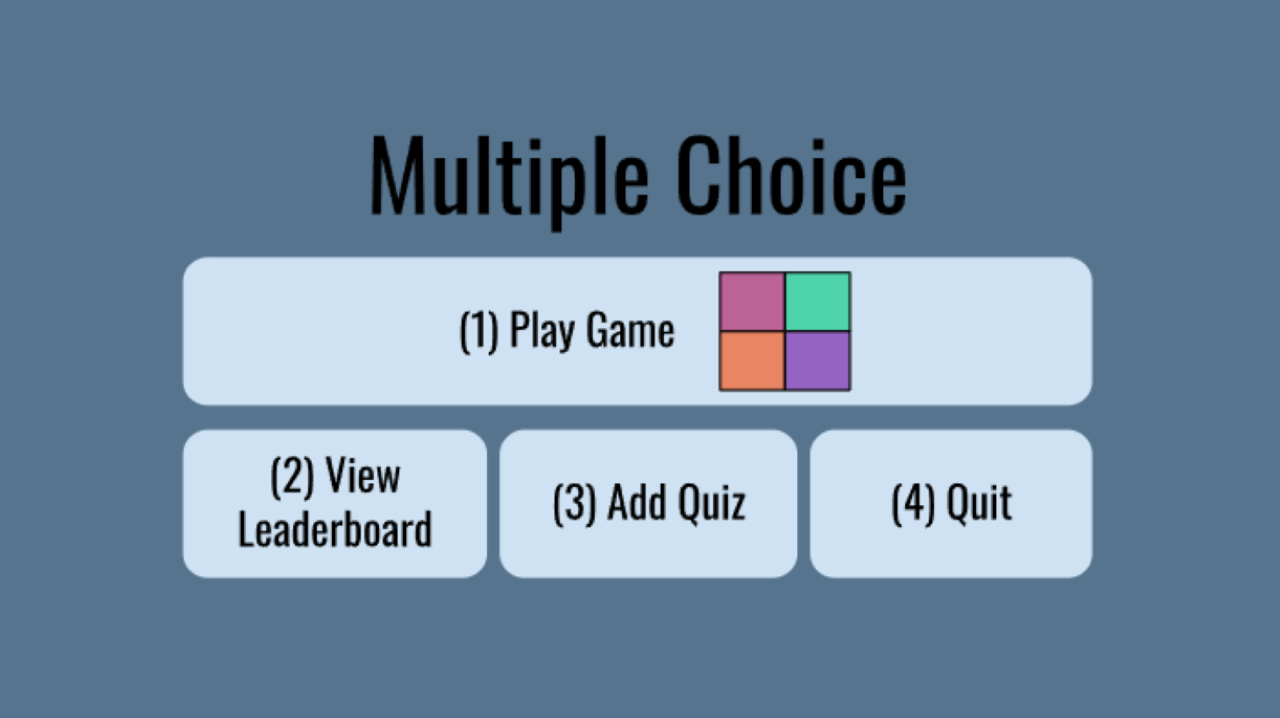 Multiple Choice
(1) Play Game
(2) View
Leaderboard
(3) Add Quiz
(4) Quit